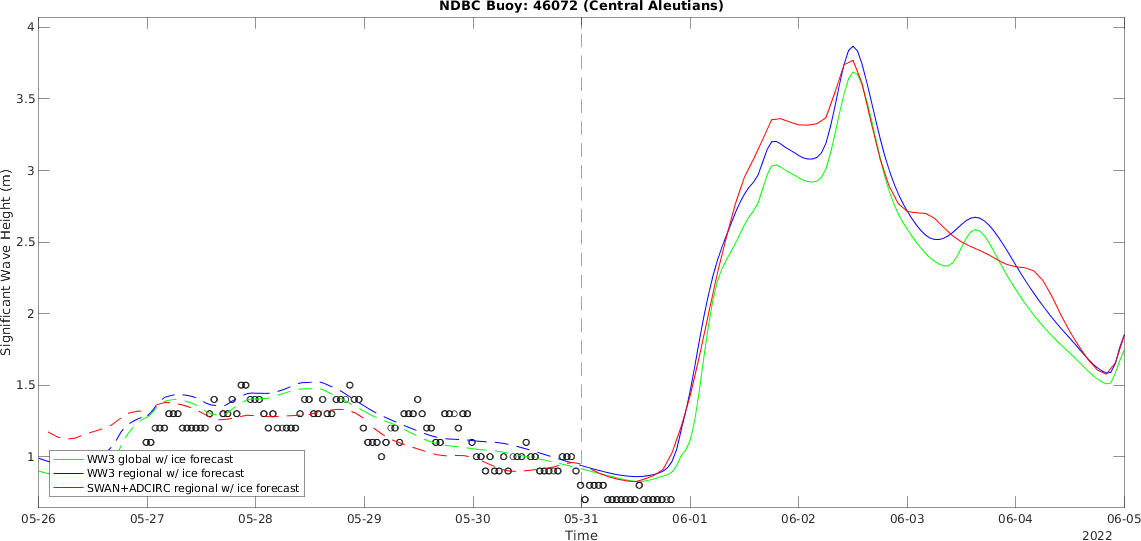 NDBC Buoy: 46072 (Central Aleutians)
4
3.5
3
2.5
2
1.5
1
Significant Wave Height (m)
WW3 global w/ ice forecast
WW3 regional w/ ice forecast
SWAN+ADCIRC regional w/ ice forecast
05-26 05-27 05-28 05-29 05-30 05-31 06-01 06-02 06-03 06-04 06-05
Time
2022